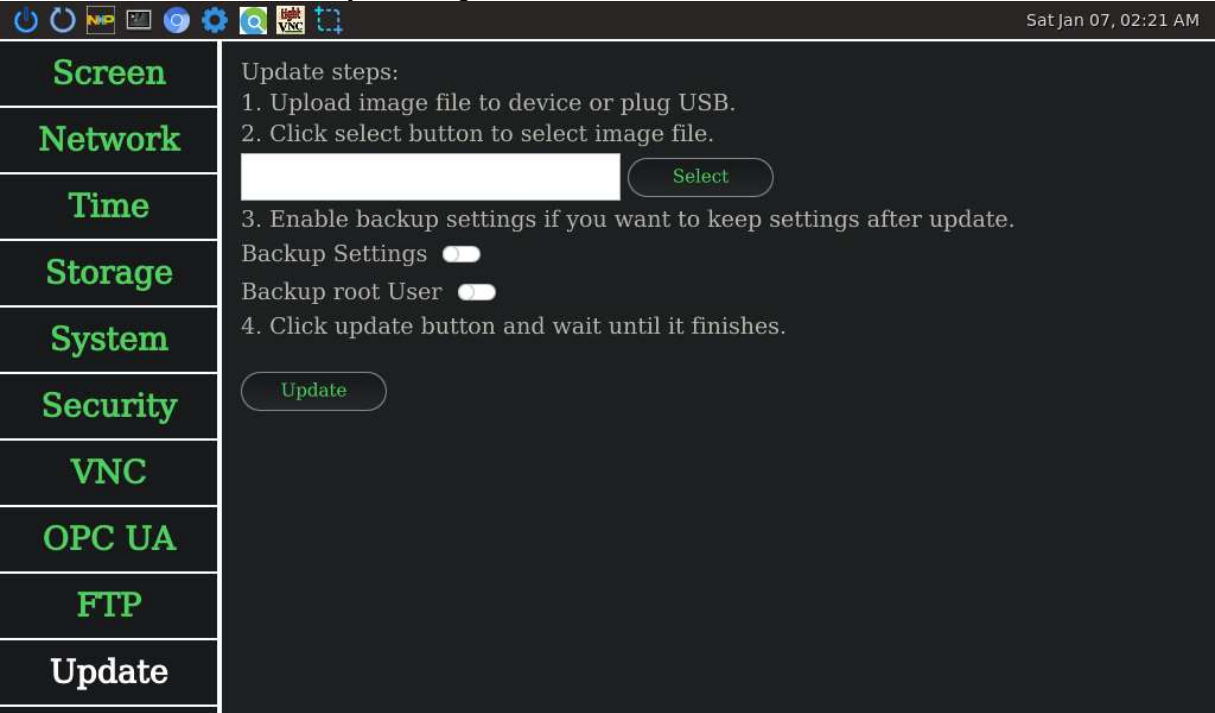 NXP
Tight
VNC
Sat Jan 07, 02:21 AM
Screen
Network
Time
Storage
System
Security
VNC
OPC UA
FTP
Update
Update steps:
1. Upload image file to device or plug USB.
2. Click select button to select image file.
Select
3. Enable backup settings if you want to keep settings after update.
Backup Settings
Backup root User
4. Click update button and wait until it finishes.
Update